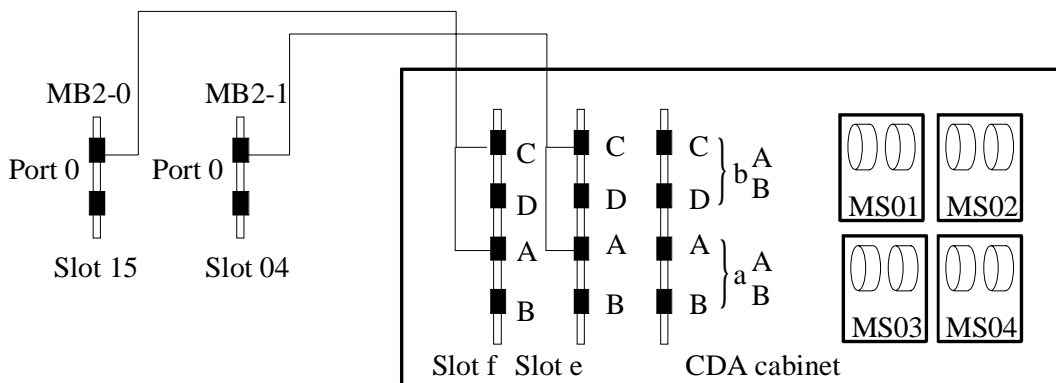 MB2-0 MB2-1
C C C
b A
Port 0 Port 0
B
D D D
MS01 MS02
A A A
a A
Slot 15 Slot 04
B
B B B
MS03 MS04
Slot f Slot e CDA cabinet